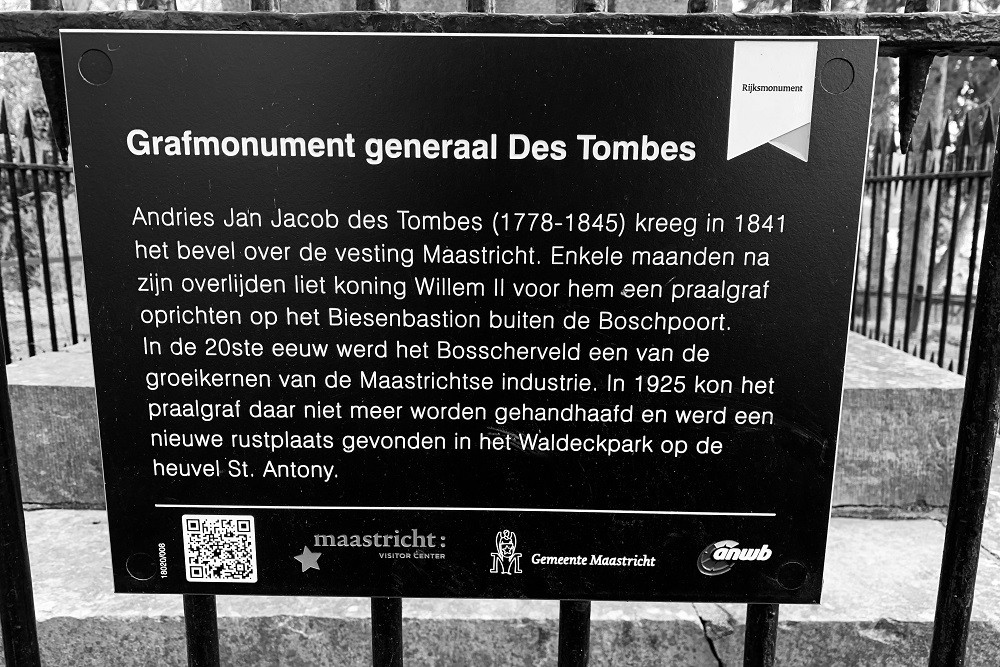 Rijksmonument
Grafmonument generaal Des Tombes
Andries Jan Jacob des Tombes (1778-1845) kreeg in 1841
het bevel over de vesting Maastricht. Enkele maanden na
zijn overlijden liet koning Willem II voor hem een praalgraf
oprichten op het Biesenbastion buiten de Boschpoort.
In de 20ste eeuw werd het Bosscherveld een van de
groeikernen van de Maastrichtse industrie. In 1925 kon het
praalgraf daar niet meer worden gehandhaafd en werd een
nieuwe rustplaats gevonden in het Waldeckpark op de
heuvel St. Antony.
18020/008
maastricht:
VISITOR CENTER
Gemeente Maastricht
anwb